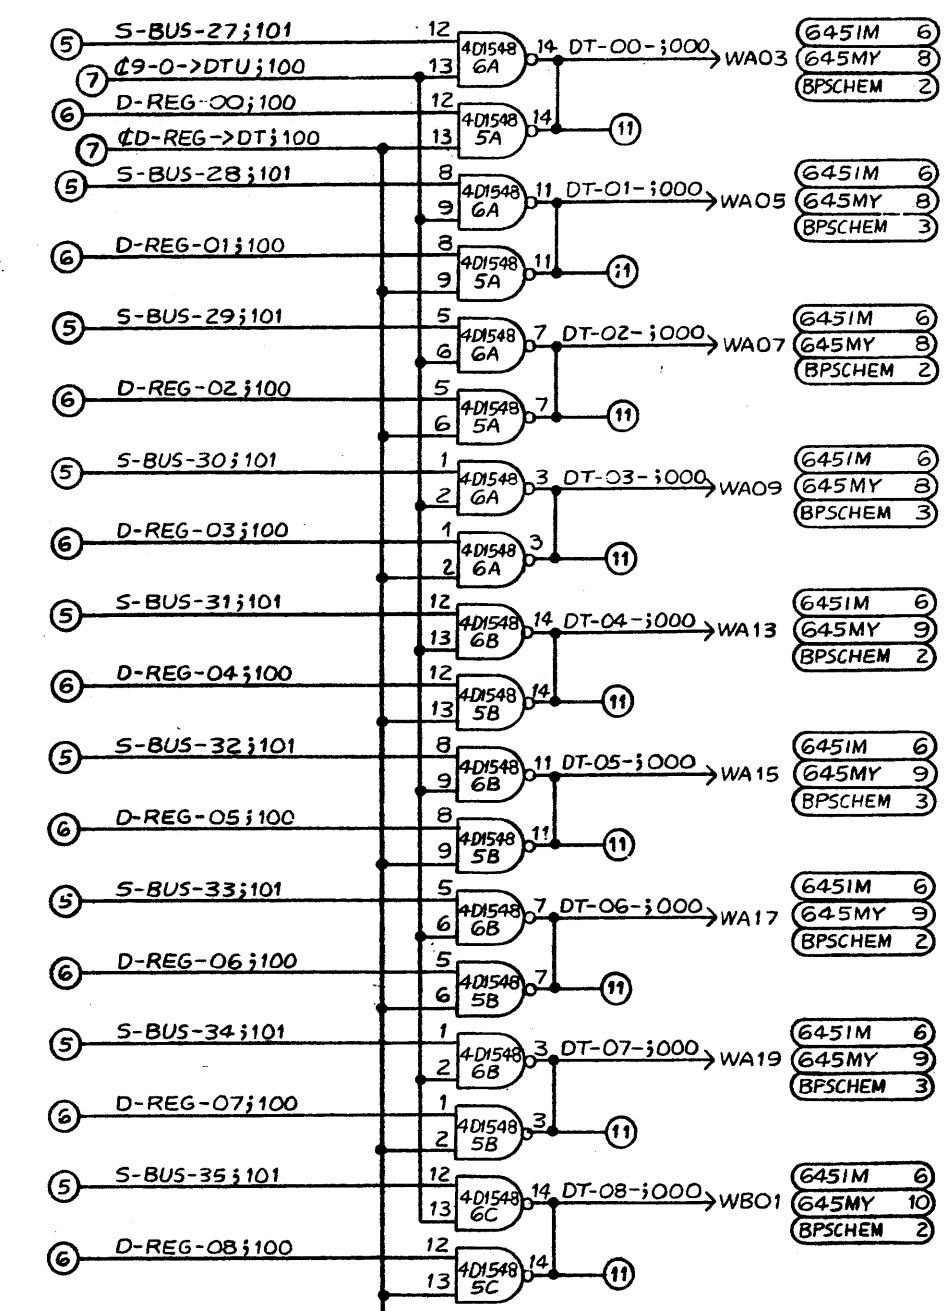 S-BUS-27;101 12 6451M 6
5 4D1548 14 DT-00-;000 WA03 645MY 8
7 ¢9-0->DTU;100 13 6A BPSCHEM 2
D-REG-00;100 12
6 4D1548 14 11
7 ¢D-REG->DT;100 13 5A
S-BUS-28;101 8 6451M 6
5 4D1548 11 DT-01-;000 WA05 645MY 8
9 6A BPSCHEM 3
D-REG-01;100 8
6 4D1548 11 ;1
9 5A
S-BUS-29;101 5 6451M 6
5 4D1548 7 DT-02-;000 WA07 645MY 8
6 6A BPSCHEM 2
D-REG-02;100 5
6 4D1548 7 11
6 5A
S-BUS-30;101 1 6451M 6
5 4D1548 3 DT-03-;000 WA09 645MY 8
2 6A BPSCHEM 3
D-REG-03;100 1
6 4D1548 3 11
2 6A
S-BUS-31;101 12 6451M 6
5 4D1548 14 DT-04-;000 WA13 645MY 9
13 6B BPSCHEM 2
D-REG-04;100 12
6 4D1548 14 11
13 5B
S-BUS-32;101 8 6451M 6
5 4D1548 11 DT-05-;000 WA15 645MY 9
9 6B BPSCHEM 3
D-REG-05;100 8
6 4D1548 11 11
9 5B
S-BUS-33;101 5 6451M 6
5 4D1548 7 DT-06-;000 WA17 645MY 9
6 6B BPSCHEM 2
D-REG-06;100 5
6 4D1548 7 11
6 5B
S-BUS-34;101 1 6451M 6
5 4D1548 3 DT-07-;000 WA19 645MY 9
2 6B BPSCHEM 3
D-REG-07;100 1
6 4D1548 3 11
2 5B
S-BUS-35;101 12 6451M 6
5 4D1548 14 DT-08-;000 WB01 645MY 10
13 6C BPSCHEM 2
D-REG-08;100 12
6 4D1548 14 11
13 5C